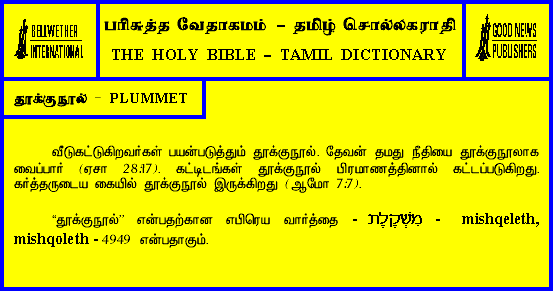 BELLWETHER
INTERNATIONAL
பரிசுத்த வேதாகமம் – தமிழ் சொல்லகராதி
THE HOLY BIBLE – TAMIL DICTIONARY
GOOD NEWS
PUBLISHERS
தூக்குநூல் – PLUMMET
வீடுகட்டுகிறவர்கள் பயன்படுத்தும் தூக்குநூல். தேவன் தமது நீதியை தூக்குநூலாக
வைப்பார் (ஏசா 28:17). கட்டிடங்கள் தூக்குநூல் பிரமாணத்தினால் கட்டப்படுகிறது.
கர்த்தருடைய கையில் தூக்குநூல் இருக்கிறது (ஆமோ 7:7).
“தூக்குநூல்” என்பதற்கான எபிரெய வார்த்தை - מִשְׁקֶלֶת - mishqeleth,
mishqoleth - 4949 என்பதாகும்.